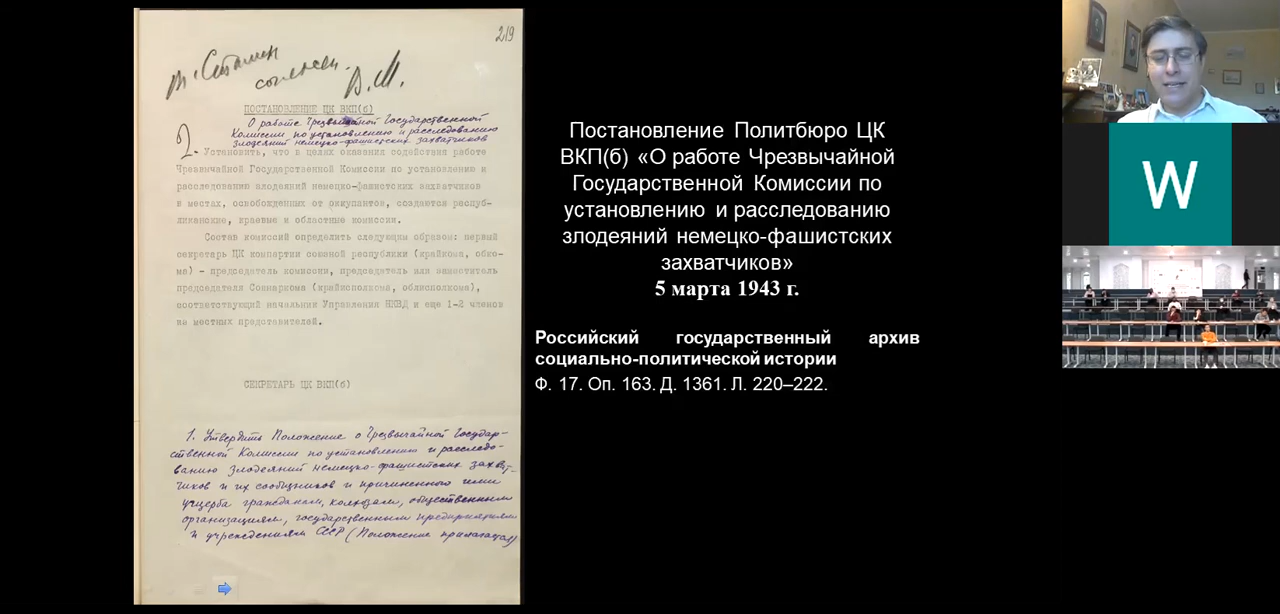 219
т. Сталин
согласен.
В. М.
ПОСТАНОВЛЕНИЕ ЦК ВКП(б)
О работе Чрезвычайной Государственной
Комиссии по установлению и расследованию
злодеяний немецко-фашистских захватчиков
2. Установить, что в целях оказания содействия работе
Чрезвычайной Государственной Комиссии по установлению и
расследованию злодеяний немецко-фашистских захватчиков
в местах, освобожденных от оккупантов, создаются респуб-
ликанские, краевые и областные комиссии.
Состав комиссий определить следующим образом: первый
секретарь ЦК компартии союзной республики (крайкома, обко-
ма) – председатель комиссии, председатель или заместитель
председателя Совнаркома (крайисполкома, облисполкома),
соответствующий начальник Управления НКВД и еще 1-2 членов
из местных представителей.
СЕКРЕТАРЬ ЦК ВКП(б)
1. Утвердить Положение о Чрезвычайной Государ-
ственной Комиссии по установлению и расследо-
ванию злодеяний немецко-фашистских захват-
чиков и их сообщников и причиненного ими
ущерба гражданам, колхозам, общественным
организациям, государственным предприятиям
и учреждениям СССР (Положение прилагается)
Постановление Политбюро ЦК
ВКП(б) «О работе Чрезвычайной
Государственной Комиссии по
установлению и расследованию
злодеяний немецко-фашистских
захватчиков»
5 марта 1943 г.
Российский государственный архив
социально-политической истории
Ф. 17. Оп. 163. Д. 1361. Л. 220–222.
W